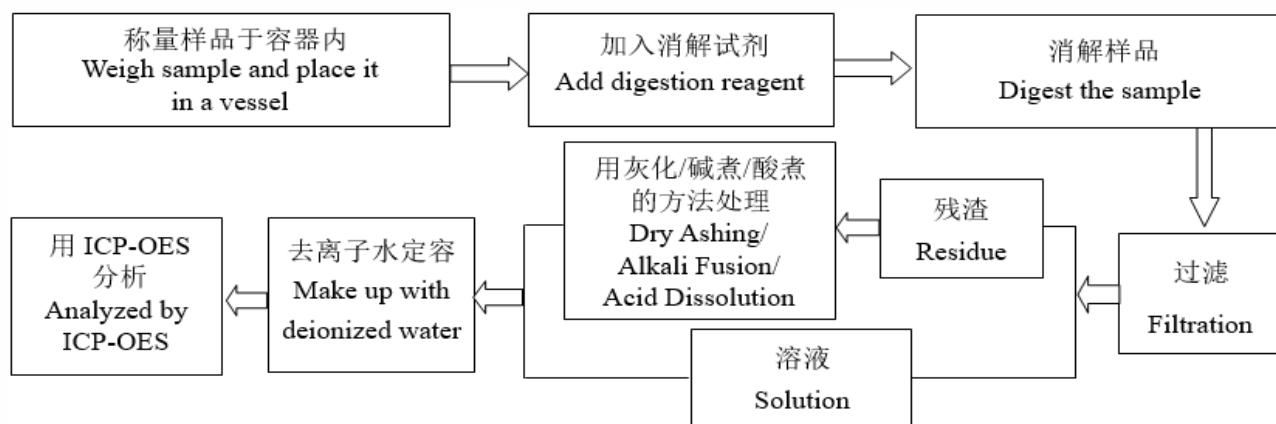 称量样品于容器内
Weigh sample and place it
in a vessel
加入消解试剂
Add digestion reagent
消解样品
Digest the sample
过滤
Filtration
残渣
Residue
用灰化/碱煮/酸煮
的方法处理
Dry Ashing/
Alkali Fusion/
Acid Dissolution
溶液
Solution
去离子水定容
Make up with
deionized water
用 ICP-OES
分析
Analyzed by
ICP-OES